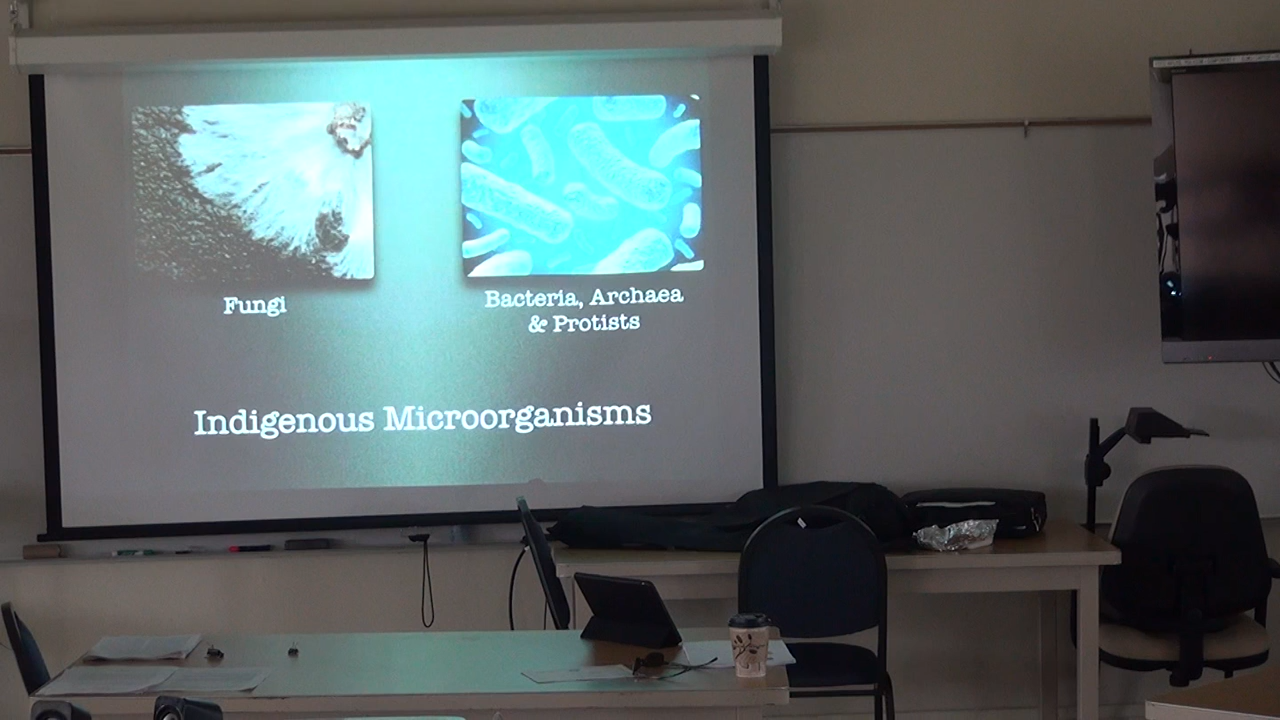 Fungi
Bacteria, Archaea
& Protists
Indigenous Microorganisms